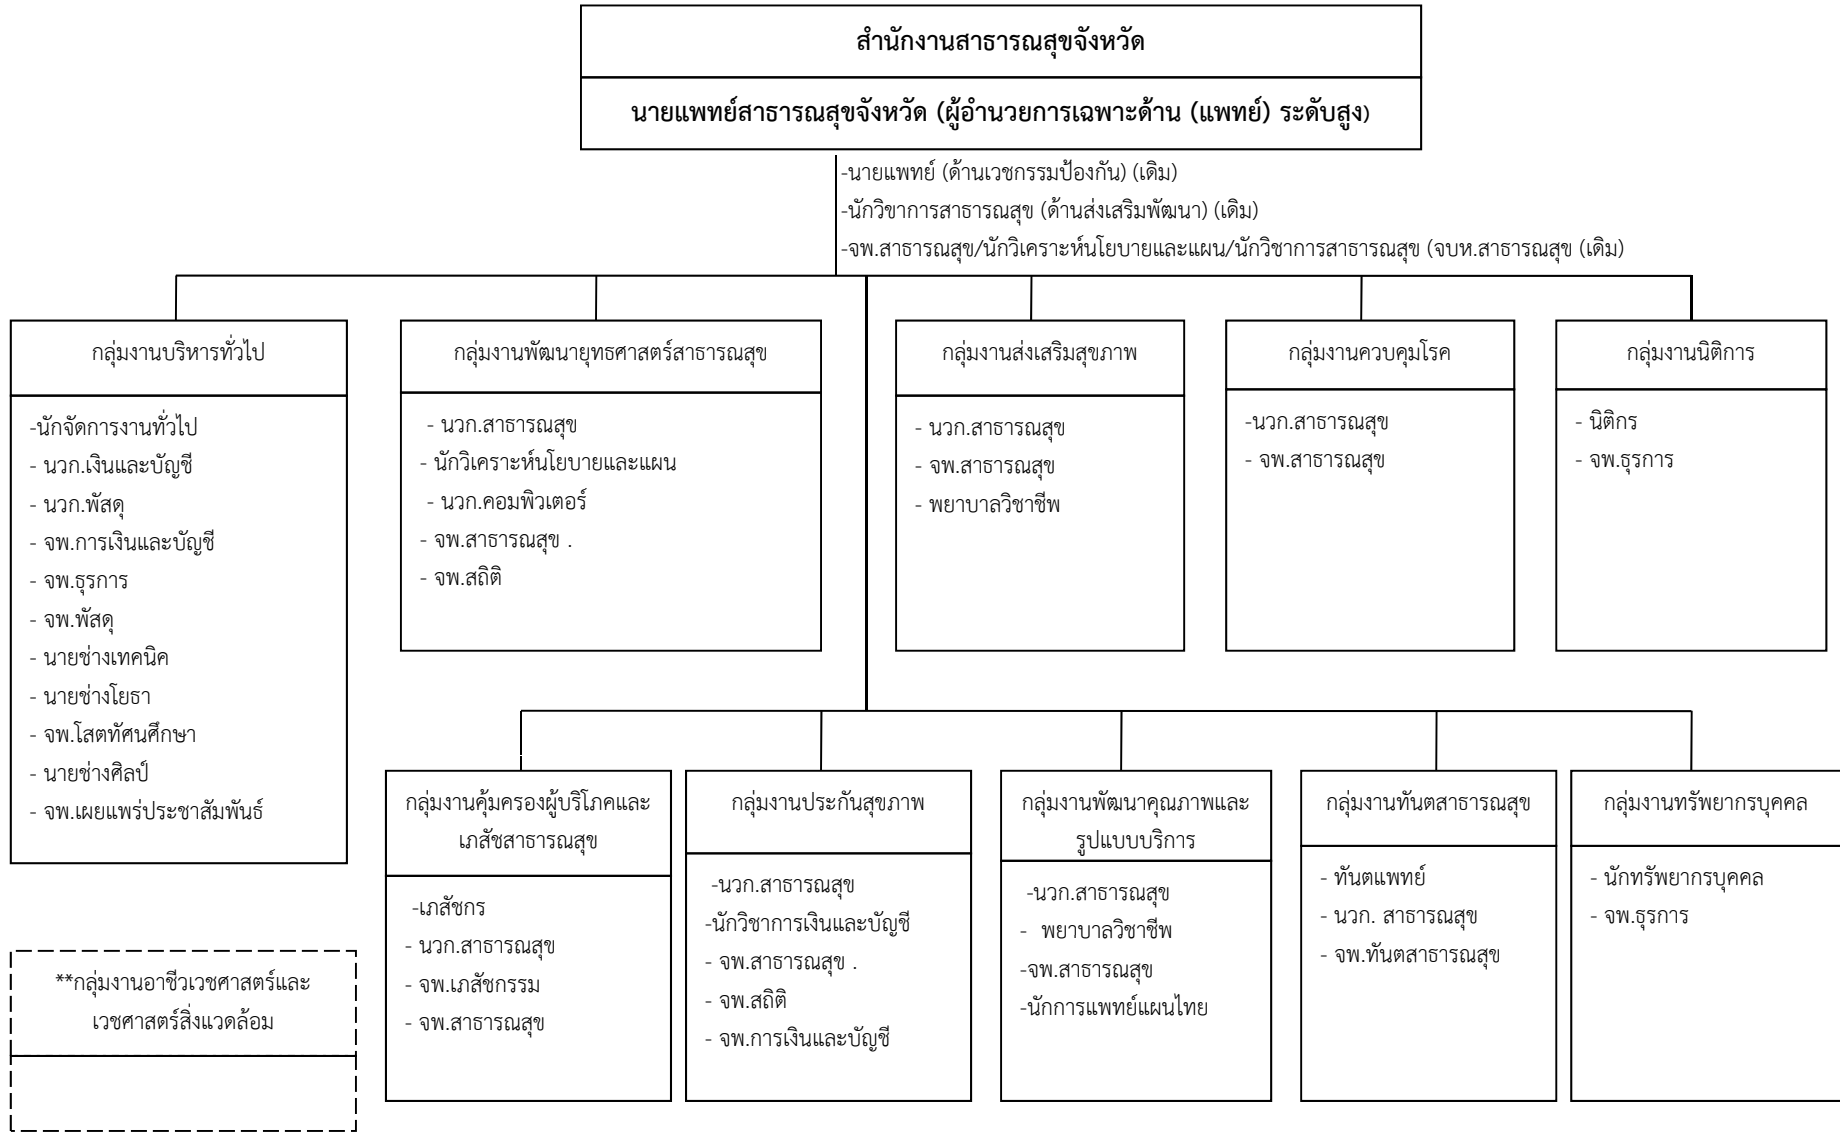 สำนักงานสาธารณสุขจังหวัด
นายแพทย์สาธารณสุขจังหวัด (ผู้อำนวยการเฉพาะด้าน (แพทย์) ระดับสูง)
-นายแพทย์ (ด้านเวชกรรมป้องกัน) (เดิม)
-นักวิขาการสาธารณสุข (ด้านส่งเสริมพัฒนา) (เดิม)
-จพ.สาธารณสุข/นักวิเคราะห์นโยบายและแผน/นักวิชาการสาธารณสุข (จบห.สาธารณสุข (เดิม)
กลุ่มงานบริหารทั่วไป
-นักจัดการงานทั่วไป
- นวก.เงินและบัญชี
- นวก.พัสดุ
- จพ.การเงินและบัญชี
- จพ.ธุรการ
- จพ.พัสดุ
- นายช่างเทคนิค
- นายช่างโยธา
- จพ.โสตทัศนศึกษา
- นายช่างศิลป์
- จพ.เผยแพร่ประชาสัมพันธ์
กลุ่มงานพัฒนายุทธศาสตร์สาธารณสุข
- นวก.สาธารณสุข
- นักวิเคราะห์นโยบายและแผน
- นวก.คอมพิวเตอร์
- จพ.สาธารณสุข .
- จพ.สถิติ
กลุ่มงานส่งเสริมสุขภาพ
- นวก.สาธารณสุข
- จพ.สาธารณสุข
- พยาบาลวิชาชีพ
กลุ่มงานควบคุมโรค
-นวก.สาธารณสุข
- จพ.สาธารณสุข
กลุ่มงานนิติการ
- นิติกร
- จพ.ธุรการ
กลุ่มงานคุ้มครองผู้บริโภคและ
เภสัชสาธารณสุข
-เภสัชกร
- นวก.สาธารณสุข
- จพ.เภสัชกรรม
- จพ.สาธารณสุข
กลุ่มงานประกันสุขภาพ
-นวก.สาธารณสุข
-นักวิชาการเงินและบัญชี
- จพ.สาธารณสุข .
- จพ.สถิติ
- จพ.การเงินและบัญชี
กลุ่มงานพัฒนาคุณภาพและ
รูปแบบบริการ
-นวก.สาธารณสุข
- พยาบาลวิชาชีพ
-จพ.สาธารณสุข
-นักการแพทย์แผนไทย
กลุ่มงานทันตสาธารณสุข
- ทันตแพทย์
- นวก. สาธารณสุข
- จพ.ทันตสาธารณสุข
กลุ่มงานทรัพยากรบุคคล
- นักทรัพยากรบุคคล
- จพ.ธุรการ
**กลุ่มงานอาชีวเวชศาสตร์และ
เวชศาสตร์สิ่งแวดล้อม